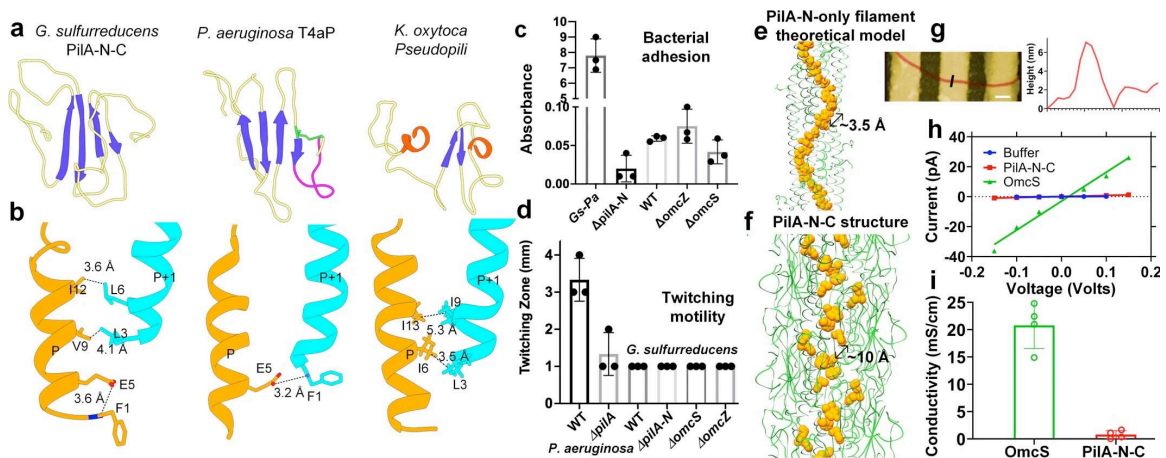 a
G. sulfurreducens
PilA-N-C
P. aeruginosa T4aP
K. oxytoca
Pseudopili
b
3.6 Å
I12
L6
P+1
V9
L3
4.1 Å
P
E5
3.6 Å
F1
P+1
P
E5
3.2 Å
F1
P+1
I9
I13
5.3 Å
P
3.5 Å
I6
L3
c
Bacterial
adhesion
Absorbance
9
8
7
6
5
0.10
0.05
0.00
Gs-Pa
ΔpilA-N
WT
ΔomcZ
ΔomcS
d
Twitching
motility
Twitching Zone (mm)
4
3
2
1
0
G. sulfurreducens
WT
ΔpilA
WT
ΔpilA-N
ΔomcS
ΔomcZ
P. aeruginosa
e
PilA-N-only filament
theoretical model
~3.5 Å
f
PilA-N-C structure
~10 Å
g
Height (nm)
6
4
2
0
h
Buffer
PilA-N-C
OmcS
Current (pA)
40
20
0
-20
-40
-0.1
0.0
0.1
0.2
Voltage (Volts)
i
Conductivity (mS/cm)
25
20
15
10
5
0
OmcS
PilA-N-C